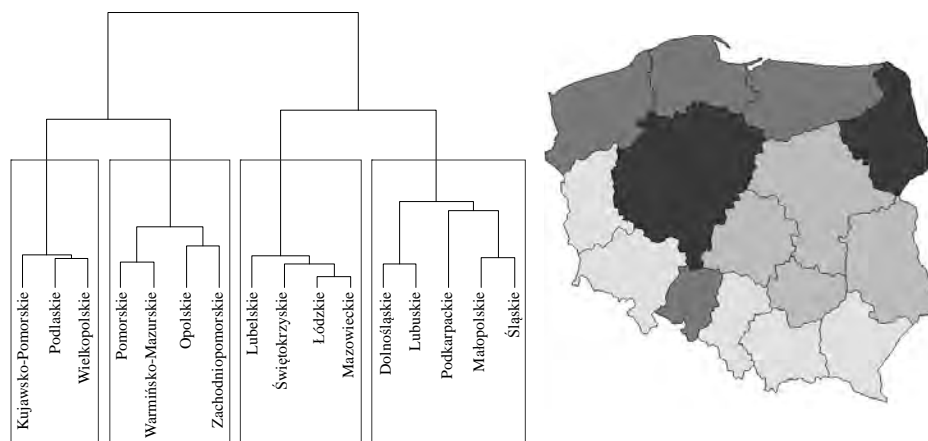 Kujawsko-Pomorskie
Podlaskie
Wielkopolskie
Pomorskie
Warmińsko-Mazurskie
Opolskie
Zachodniopomorskie
Lubelskie
Świętokrzyskie
Łódzkie
Mazowieckie
Dolnośląskie
Lubuskie
Podkarpackie
Małopolskie
Śląskie